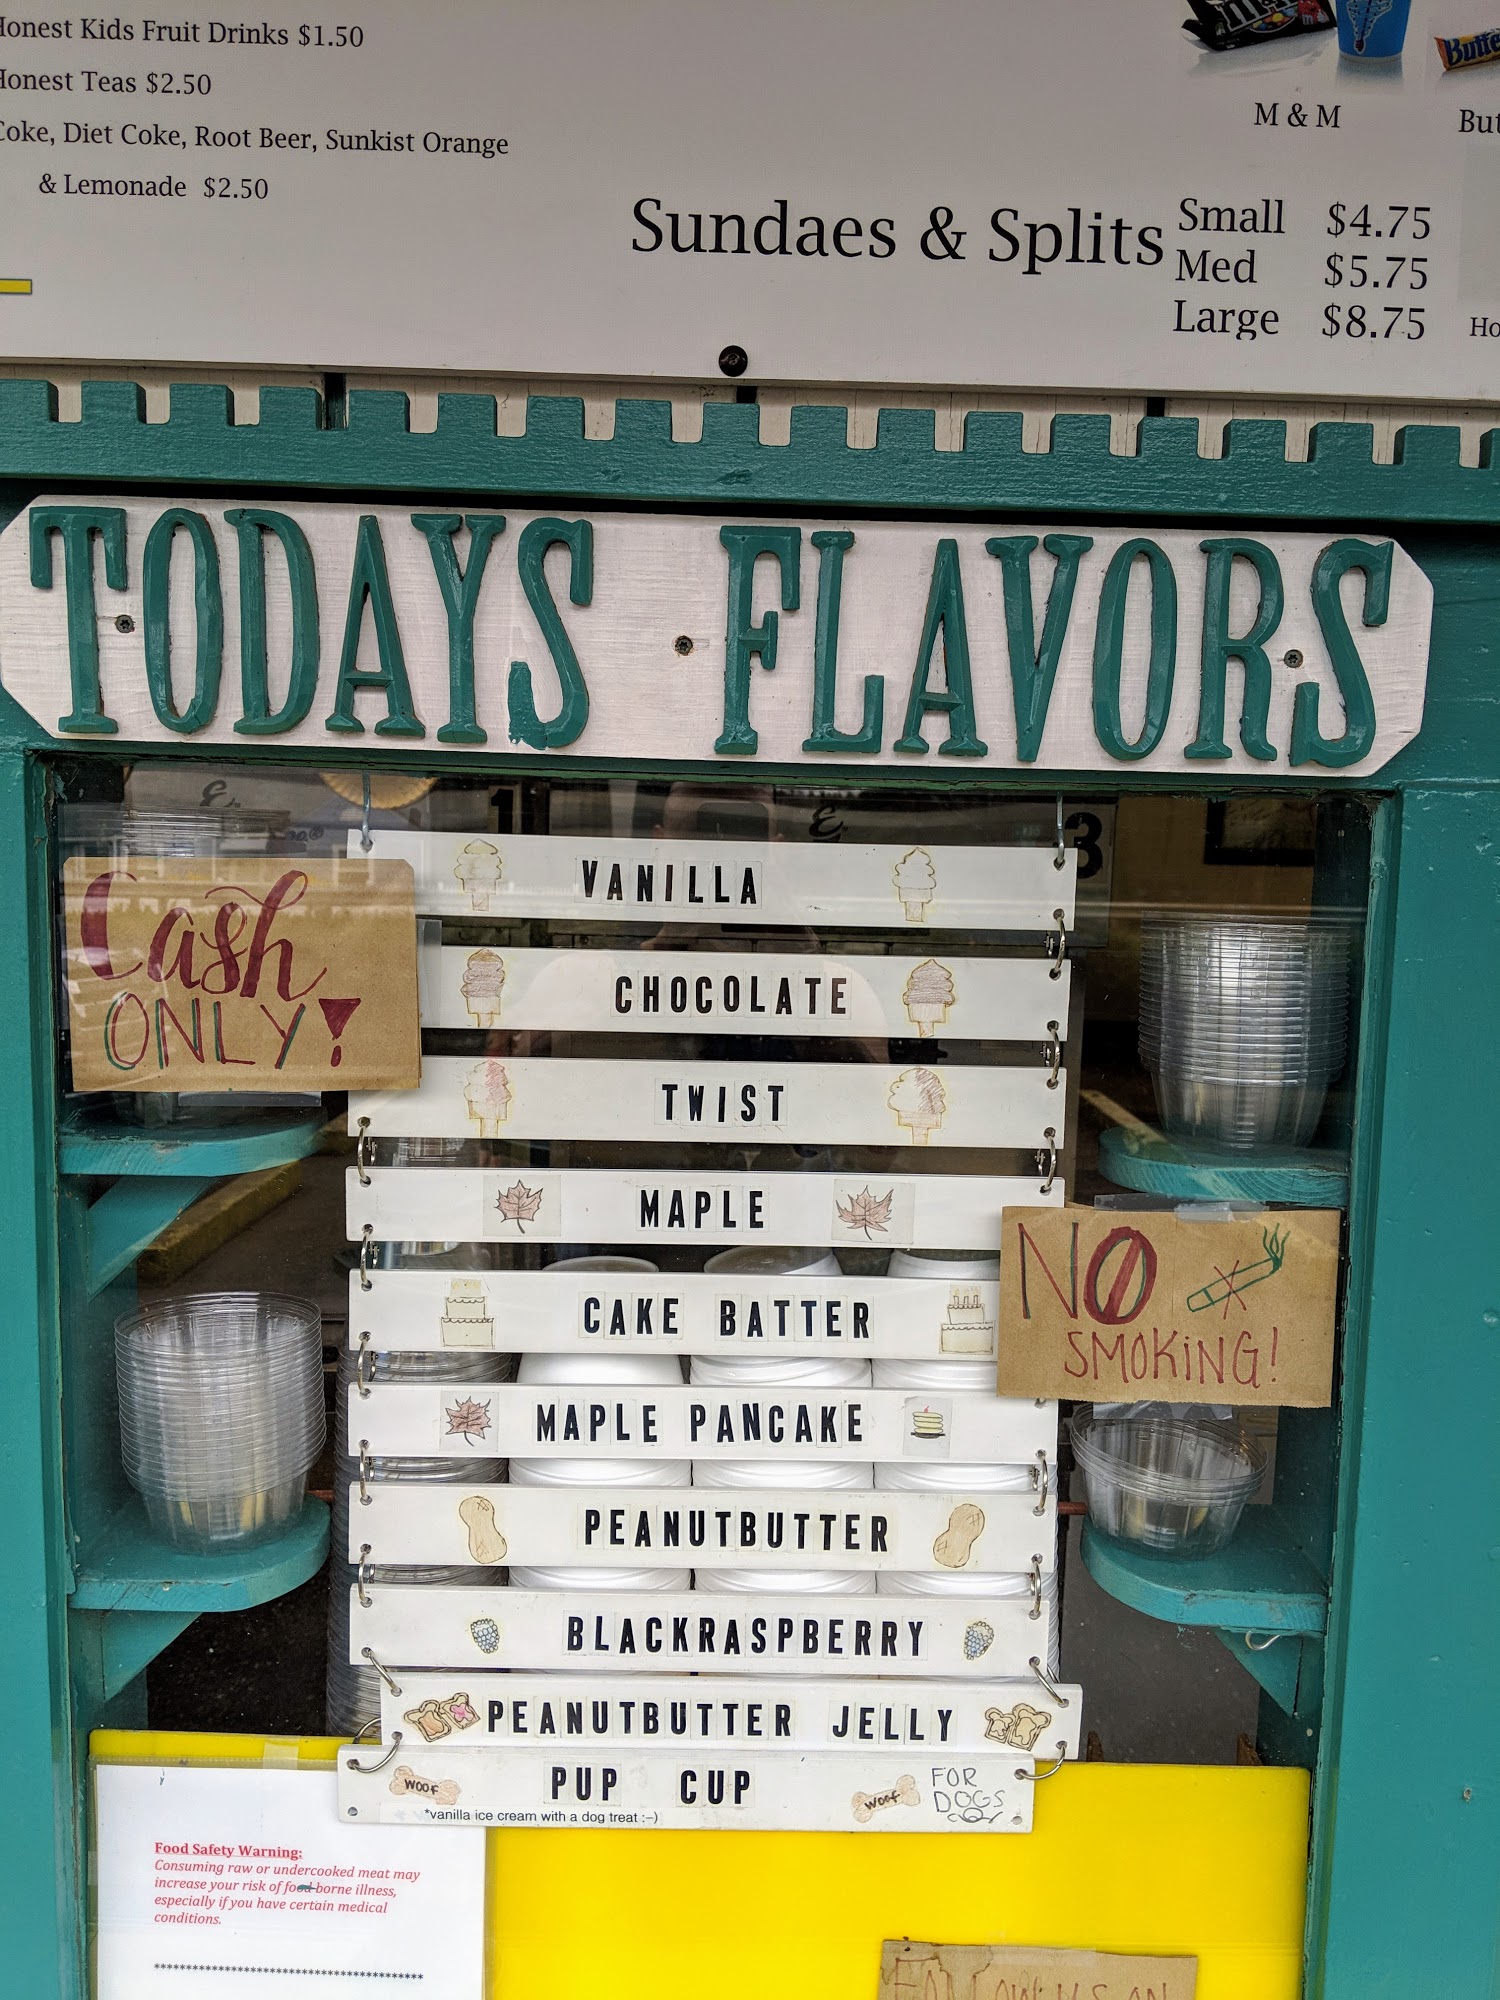 Honest Kids Fruit Drinks $1.50
Honest Teas $2.50
Coke, Diet Coke, Root Beer, Sunkist Orange
& Lemonade $2.50
M & M
Sundaes & Splits
Small $4.75
Med $5.75
Large $8.75
TODAYS FLAVORS
Cash
ONLY!
VANILLA
CHOCOLATE
TWIST
MAPLE
CAKE BATTER
NO
SMOKING!
MAPLE PANCAKE
PEANUTBUTTER
BLACKRASPBERRY
PEANUTBUTTER JELLY
WOOF PUP CUP WOOF FOR
DOGS
*vanilla ice cream with a dog treat :-)
Food Safety Warning:
Consuming raw or undercooked meat may
increase your risk of food-borne illness,
especially if you have certain medical
conditions.
******************************************
FOLLOW US ON